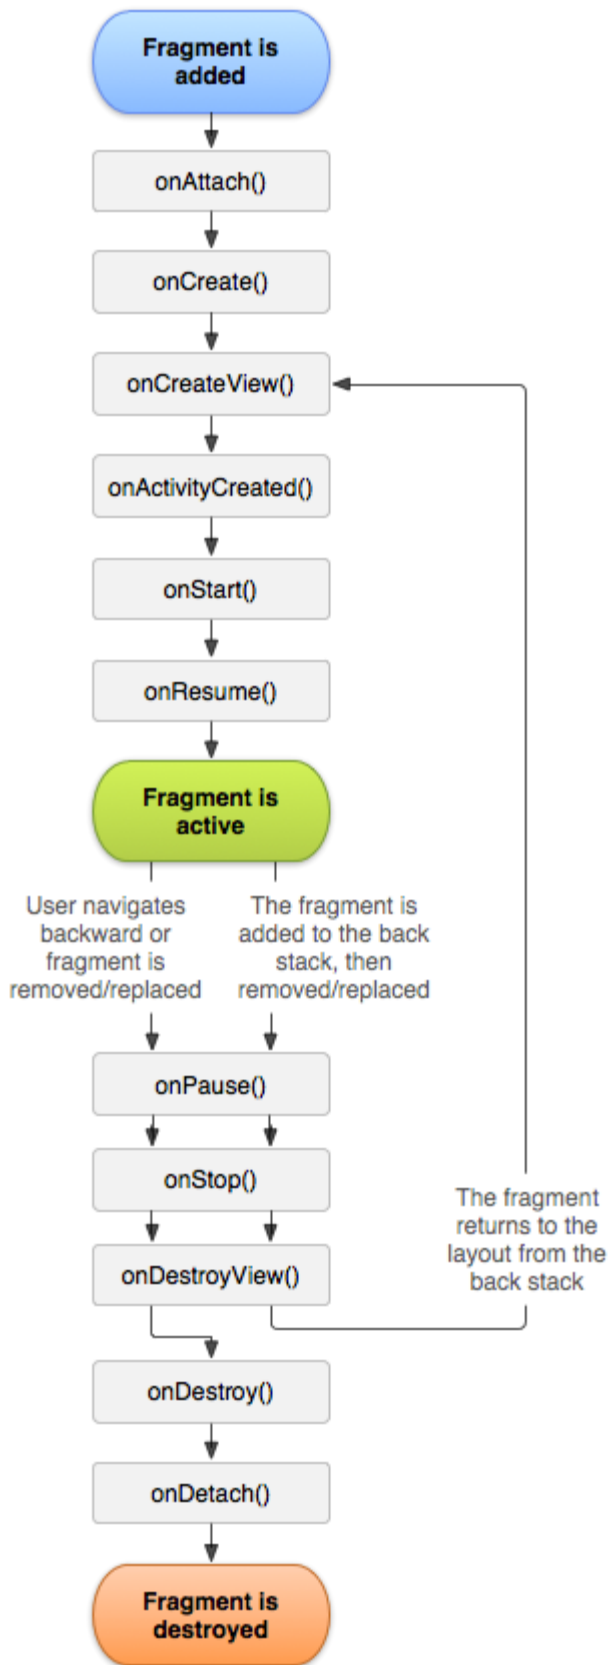 Fragment is
added
onAttach()
onCreate()
onCreateView()
onActivityCreated()
onStart()
onResume()
Fragment is
active
User navigates
backward or
fragment is
removed/replaced
The fragment is
added to the back
stack, then
removed/replaced
onPause()
onStop()
onDestroyView()
The fragment
returns to the
layout from the
back stack
onDestroy()
onDetach()
Fragment is
destroyed